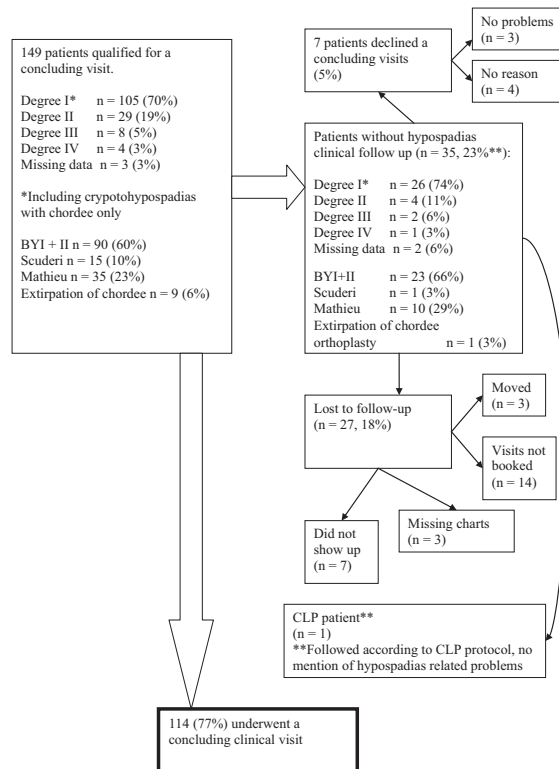 149 patients qualified for a
concluding visit.
Degree I* n = 105 (70%)
Degree II n = 29 (19%)
Degree III n = 8 (5%)
Degree IV n = 4 (3%)
Missing data n = 3 (3%)
*Including crypotohypospadias
with chordee only
BYI + II n = 90 (60%)
Scuderi n = 15 (10%)
Mathieu n = 35 (23%)
Extirpation of chordee n = 9 (6%)
7 patients declined a
concluding visits
(5%)
No problems
(n = 3)
No reason
(n = 4)
Patients without hypospadias
clinical follow up (n = 35, 23%**):
Degree I* n = 26 (74%)
Degree II n = 4 (11%)
Degree III n = 2 (6%)
Degree IV n = 1 (3%)
Missing data n = 2 (6%)
BYI+II n = 23 (66%)
Scuderi n = 1 (3%)
Mathieu n = 10 (29%)
Extirpation of chordee
orthoplasty n = 1 (3%)
Lost to follow-up
(n = 27, 18%)
Moved
(n = 3)
Visits not
booked
(n = 14)
Did not
show up
(n = 7)
Missing charts
(n = 3)
CLP patient**
(n = 1)
**Followed according to CLP protocol, no
mention of hypospadias related problems
114 (77%) underwent a
concluding clinical visit